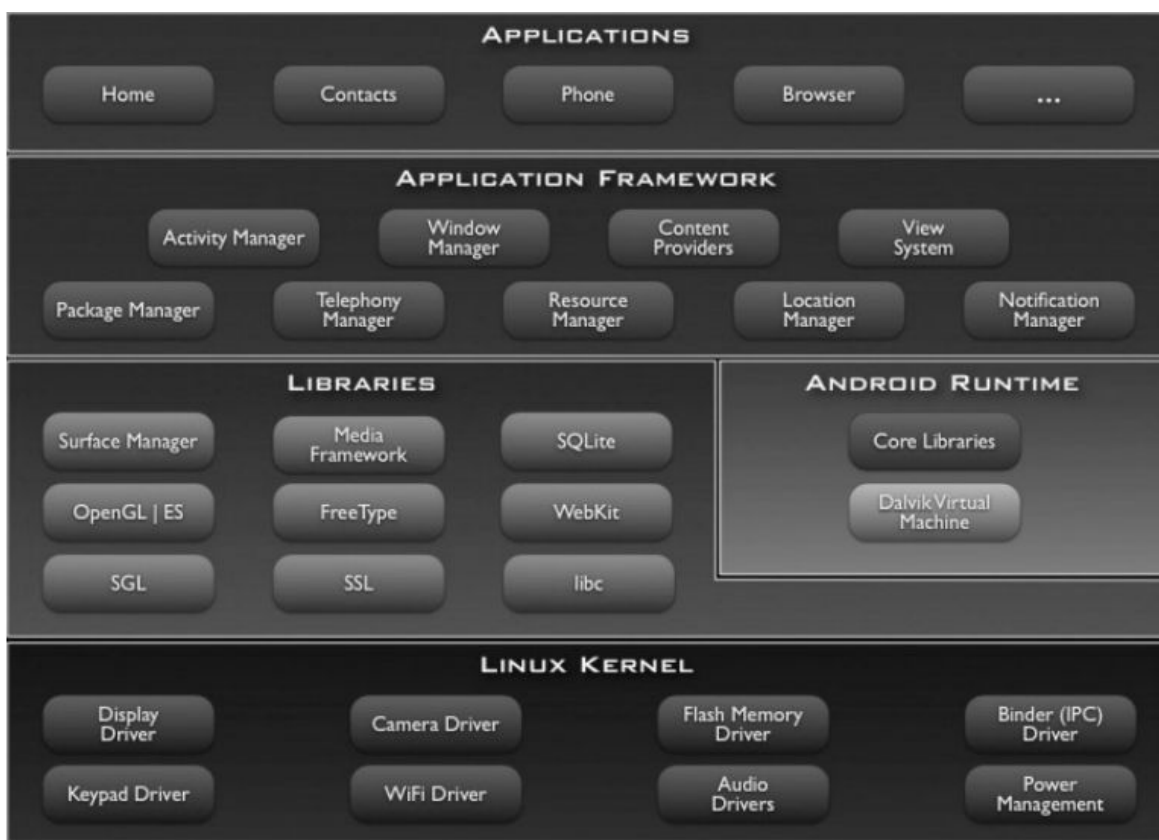 APPLICATIONS
Home
Contacts
Phone
Browser
...
APPLICATION FRAMEWORK
Activity Manager
Window
Manager
Content
Providers
View
System
Package Manager
Telephony
Manager
Resource
Manager
Location
Manager
Notification
Manager
LIBRARIES
Surface Manager
Media
Framework
SQLite
OpenGL | ES
FreeType
WebKit
SGL
SSL
libc
ANDROID RUNTIME
Core Libraries
Dalvik Virtual
Machine
LINUX KERNEL
Display
Driver
Camera Driver
Flash Memory
Driver
Binder (IPC)
Driver
Keypad Driver
WiFi Driver
Audio
Drivers
Power
Management